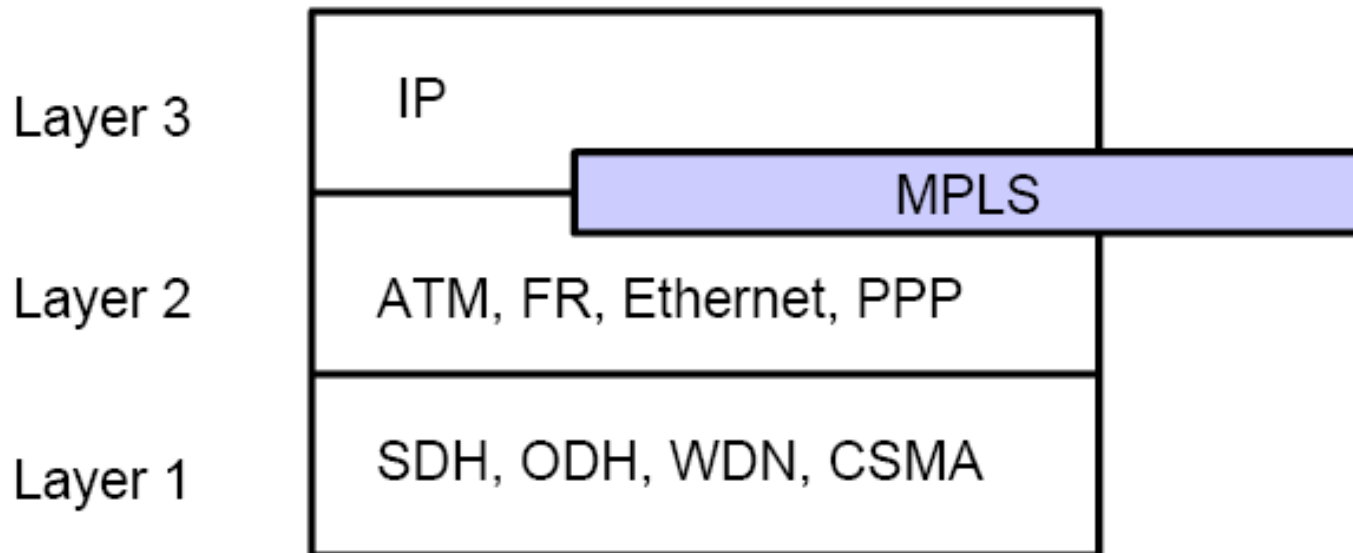 Layer 3
IP
MPLS
Layer 2
ATM, FR, Ethernet, PPP
Layer 1
SDH, ODH, WDN, CSMA